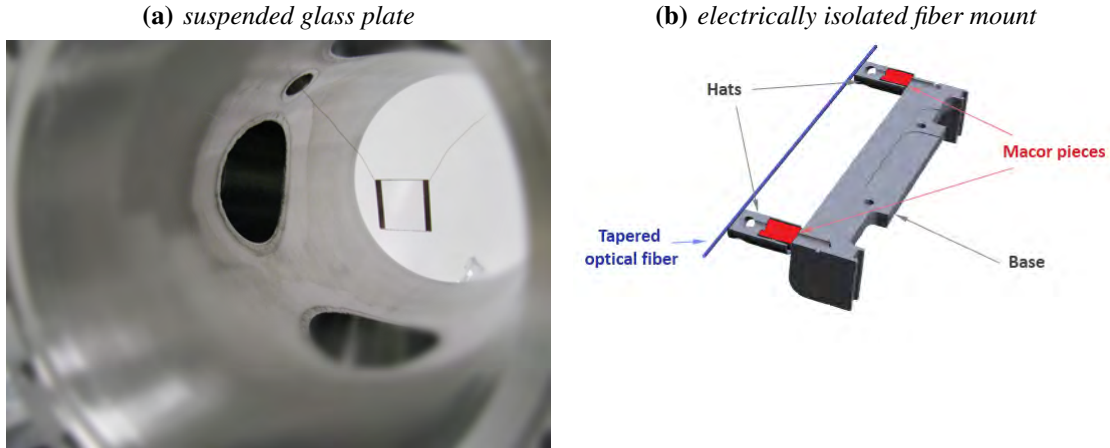 (a) suspended glass plate
(b) electrically isolated fiber mount
Hats
Macor pieces
Tapered
optical fiber
Base